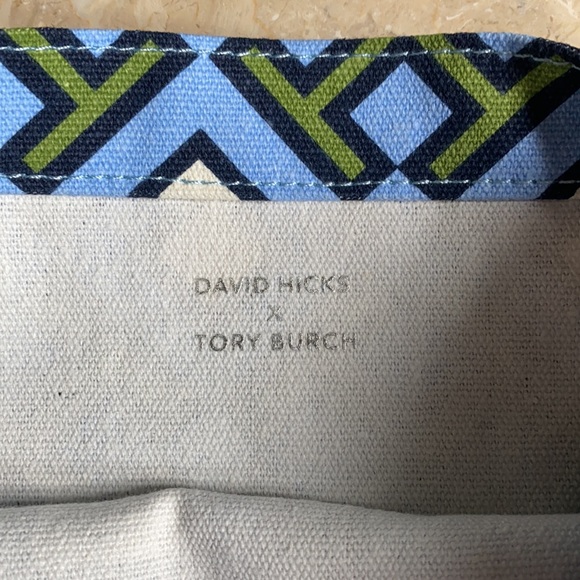 DAVID HICKS
X
TORY BURCH